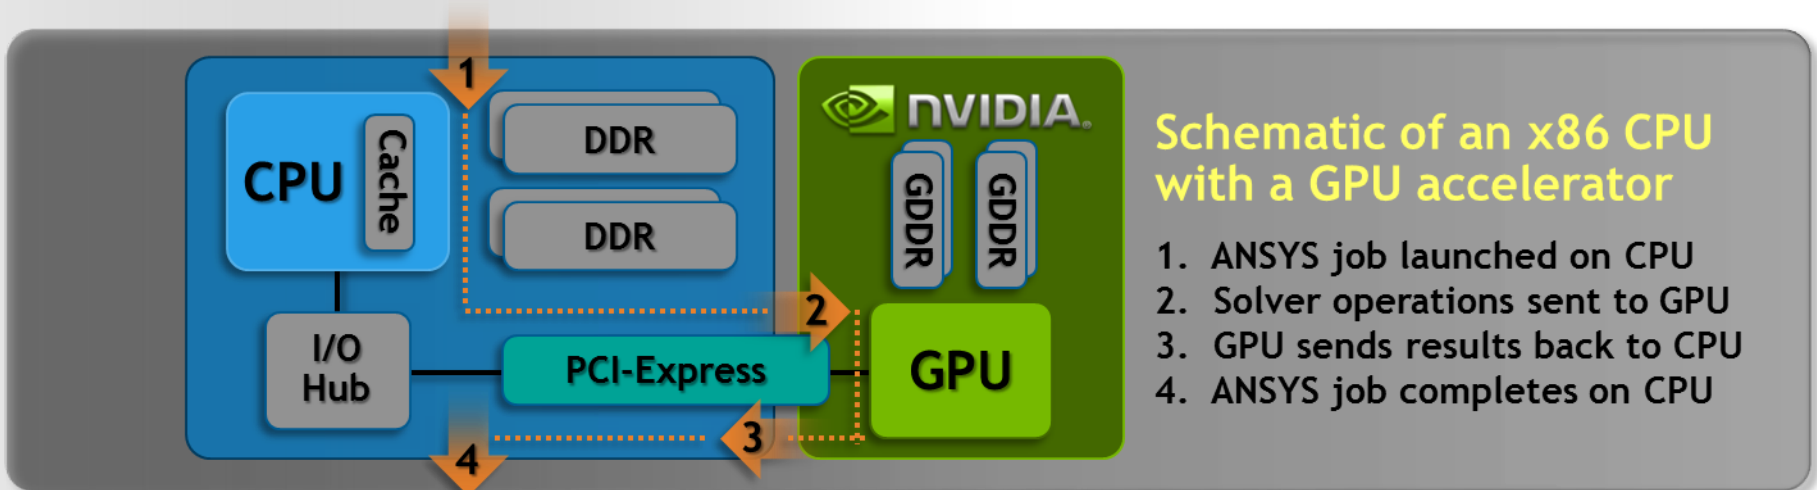 1
CPU
Cache
DDR
DDR
I/O
Hub
PCI-Express
2
3
4
NVIDIA.
GDDR
GDDR
GPU
Schematic of an x86 CPU
with a GPU accelerator
1. ANSYS job launched on CPU
2. Solver operations sent to GPU
3. GPU sends results back to CPU
4. ANSYS job completes on CPU